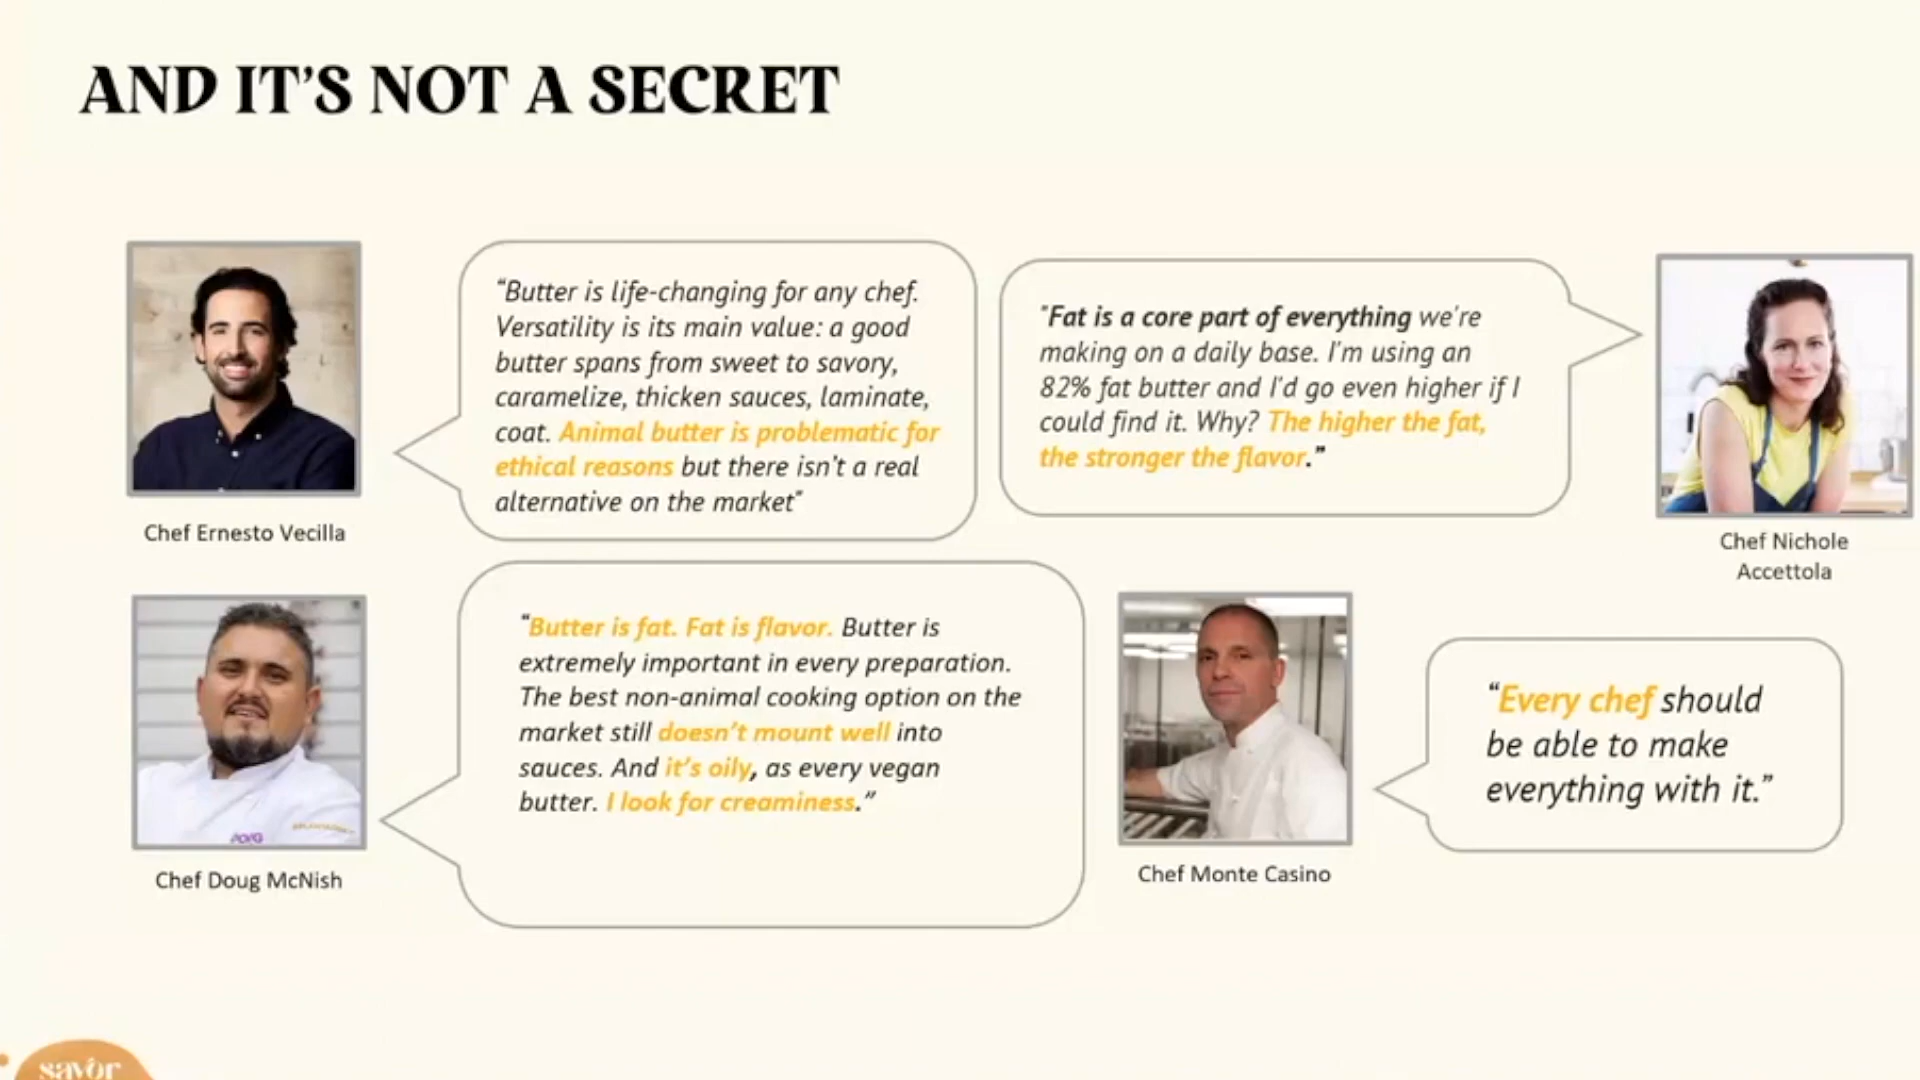 AND IT'S NOT A SECRET
“Butter is life-changing for any chef.
Versatility is its main value: a good
butter spans from sweet to savory,
caramelize, thicken sauces, laminate,
coat. Animal butter is problematic for
ethical reasons but there isn't a real
alternative on the market”
Chef Ernesto Vecilla
"Fat is a core part of everything we're
making on a daily base. I'm using an
82% fat butter and I'd go even higher if I
could find it. Why? The higher the fat,
the stronger the flavor.”
Chef Nichole
Accettola
“Butter is fat. Fat is flavor. Butter is
extremely important in every preparation.
The best non-animal cooking option on the
market still doesn't mount well into
sauces. And it's oily, as every vegan
butter. I look for creaminess.”
Chef Doug McNish
“Every chef should
be able to make
everything with it.”
Chef Monte Casino
savor